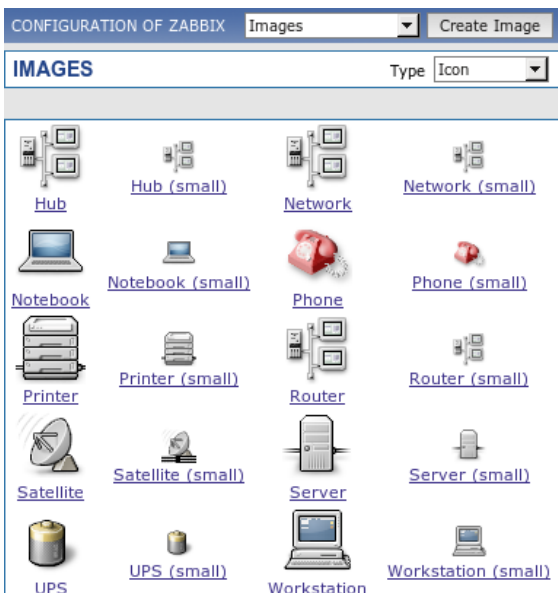 CONFIGURATION OF ZABBIX Images Create Image
IMAGES Type Icon
Hub Hub (small) Network Network (small)
Notebook Notebook (small) Phone Phone (small)
Printer Printer (small) Router Router (small)
Satellite Satellite (small) Server Server (small)
UPS UPS (small) Workstation Workstation (small)